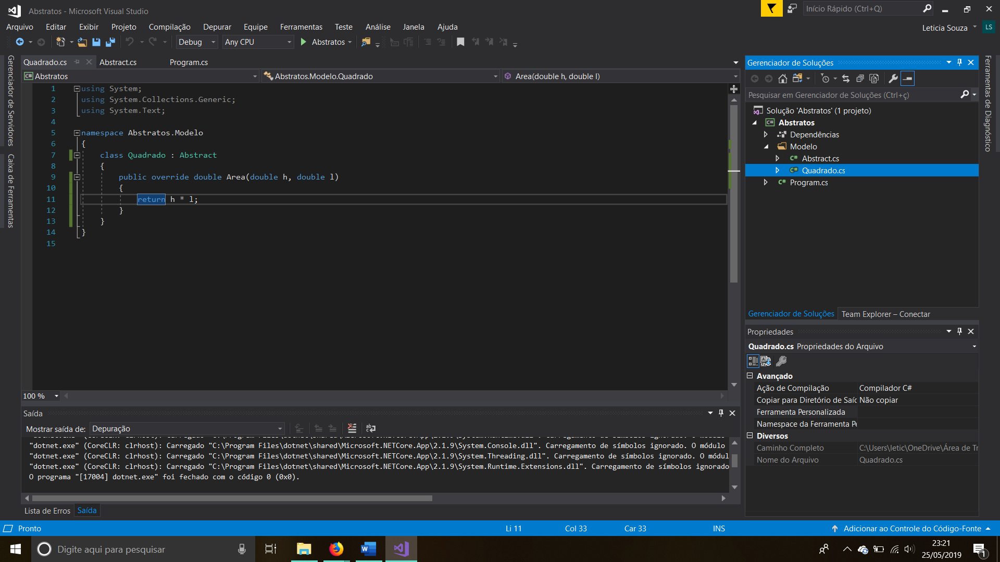 Abstratos - Microsoft Visual Studio
Início Rápido (Ctrl+Q)
Arquivo Editar Exibir Projeto Compilação Depurar Equipe Ferramentas Teste Análise Janela Ajuda
Leticia Souza LS
Debug Any CPU Abstratos
Gerenciador de Servidores
Caixa de Ferramentas
Quadrado.cs Abstract.cs Program.cs
Abstratos Abstratos.Modelo.Quadrado Area(double h, double l)
1 using System;
2 using System.Collections.Generic;
3 using System.Text;
4
5 namespace Abstratos.Modelo
6 {
7 class Quadrado : Abstract
8 {
9 public override double Area(double h, double l)
10 {
11 return h * l;
12 }
13 }
14 }
15
100 %
Saída
Mostrar saída de: Depuração
"dotnet.exe" (CoreCLR: clrhost): Carregado "C:\Program Files\dotnet\shared\Microsoft.NETCore.App\2.1.9\System.Console.dll". Carregamento de símbolos ignorado. O módulo
"dotnet.exe" (CoreCLR: clrhost): Carregado "C:\Program Files\dotnet\shared\Microsoft.NETCore.App\2.1.9\System.Threading.dll". Carregamento de símbolos ignorado. O módul
"dotnet.exe" (CoreCLR: clrhost): Carregado "C:\Program Files\dotnet\shared\Microsoft.NETCore.App\2.1.9\System.Runtime.Extensions.dll". Carregamento de símbolos ignorado
O programa "[17004] dotnet.exe" foi fechado com o código 0 (0x0).
Lista de Erros Saída
Gerenciador de Soluções
Pesquisar em Gerenciador de Soluções (Ctrl+ç)
Solução 'Abstratos' (1 projeto)
C# Abstratos
Dependências
Modelo
C# Abstract.cs
C# Quadrado.cs
C# Program.cs
Gerenciador de Soluções Team Explorer – Conectar
Propriedades
Quadrado.cs Propriedades do Arquivo
Avançado
Ação de Compilação Compilador C#
Copiar para Diretório de Saíd Não copiar
Ferramenta Personalizada
Namespace da Ferramenta Pe
Diversos
Caminho Completo C:\Users\letic\OneDrive\Área de Tr
Nome do Arquivo Quadrado.cs
Ferramentas de Diagnóstico
Pronto Li 11 Col 33 Car 33 INS Adicionar ao Controle do Código-Fonte
Digite aqui para pesquisar
23:21
25/05/2019
1